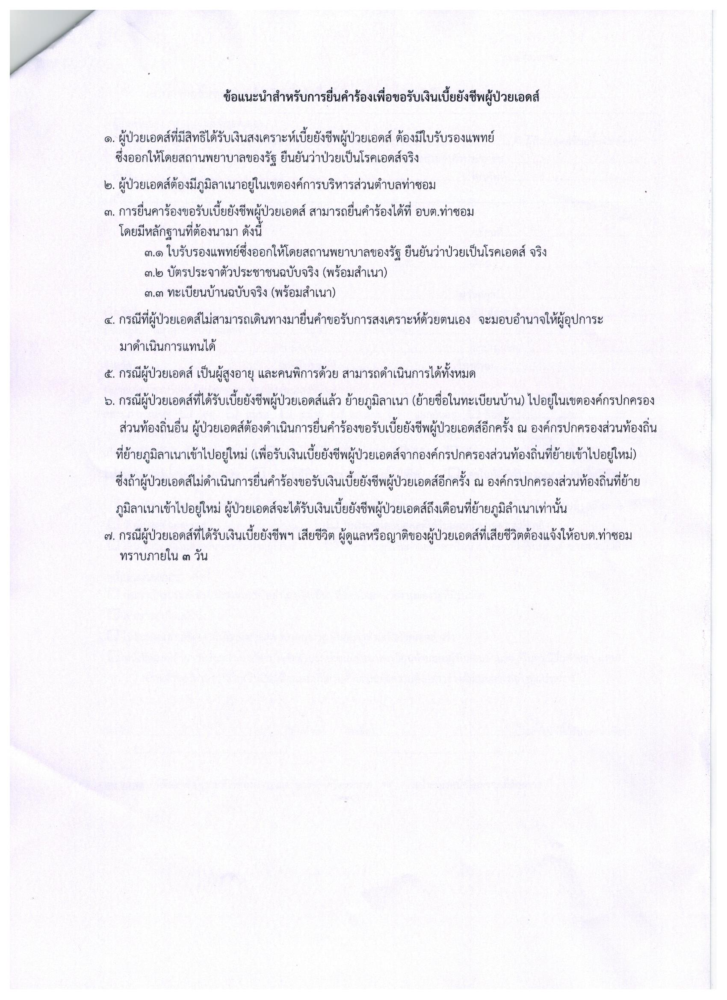 ข้อแนะนำสำหรับการยื่นคำร้องเพื่อขอรับเงินเบี้ยยังชีพผู้ป่วยเอดส์
๑. ผู้ป่วยเอดส์ที่มีสิทธิได้รับเงินสงเคราะห์เบี้ยยังชีพผู้ป่วยเอดส์ ต้องมีใบรับรองแพทย์
ซึ่งออกให้โดยสถานพยาบาลของรัฐ ยืนยันว่าป่วยเป็นโรคเอดส์จริง
๒. ผู้ป่วยเอดส์ต้องมีภูมิลาเนาอยู่ในเขตองค์การบริหารส่วนตำบลท่าซอม
๓. การยื่นคาร้องขอรับเบี้ยยังชีพผู้ป่วยเอดส์ สามารถยื่นคำร้องได้ที่ อบต.ท่าซอม
โดยมีหลักฐานที่ต้องนามา ดังนี้
๓.๑ ใบรับรองแพทย์ซึ่งออกให้โดยสถานพยาบาลของรัฐ ยืนยันว่าป่วยเป็นโรคเอดส์ จริง
๓.๒ บัตรประจาตัวประชาชนฉบับจริง (พร้อมสำเนา)
๓.๓ ทะเบียนบ้านฉบับจริง (พร้อมสำเนา)
๔. กรณีที่ผู้ป่วยเอดส์ไม่สามารถเดินทางมายื่นคำขอรับการสงเคราะห์ด้วยตนเอง จะมอบอำนาจให้ผู้อุปการะ
มาดำเนินการแทนได้
๕. กรณีผู้ป่วยเอดส์ เป็นผู้สูงอายุ และคนพิการด้วย สามารถดำเนินการได้ทั้งหมด
๖. กรณีผู้ป่วยเอดส์ที่ได้รับเบี้ยยังชีพผู้ป่วยเอดส์แล้ว ย้ายภูมิลาเนา (ย้ายชื่อในทะเบียนบ้าน) ไปอยู่ในเขตองค์กรปกครอง
ส่วนท้องถิ่นอื่น ผู้ป่วยเอดส์ต้องดำเนินการยื่นคำร้องขอรับเบี้ยยังชีพผู้ป่วยเอดส์อีกครั้ง ณ องค์กรปกครองส่วนท้องถิ่น
ที่ย้ายภูมิลาเนาเข้าไปอยู่ใหม่ (เพื่อรับเงินเบี้ยยังชีพผู้ป่วยเอดส์จากองค์กรปกครองส่วนท้องถิ่นที่ย้ายเข้าไปอยู่ใหม่)
ซึ่งถ้าผู้ป่วยเอดส์ไม่ดำเนินการยื่นคำร้องขอรับเงินเบี้ยยังชีพผู้ป่วยเอดส์อีกครั้ง ณ องค์กรปกครองส่วนท้องถิ่นที่ย้าย
ภูมิลาเนาเข้าไปอยู่ใหม่ ผู้ป่วยเอดส์จะได้รับเงินเบี้ยยังชีพผู้ป่วยเอดส์ถึงเดือนที่ย้ายภูมิลำเนาเท่านั้น
๗. กรณีผู้ป่วยเอดส์ที่ได้รับเงินเบี้ยยังชีพฯ เสียชีวิต ผู้ดูแลหรือญาติของผู้ป่วยเอดส์ที่เสียชีวิตต้องแจ้งให้อบต.ท่าซอม
ทราบภายใน ๓ วัน